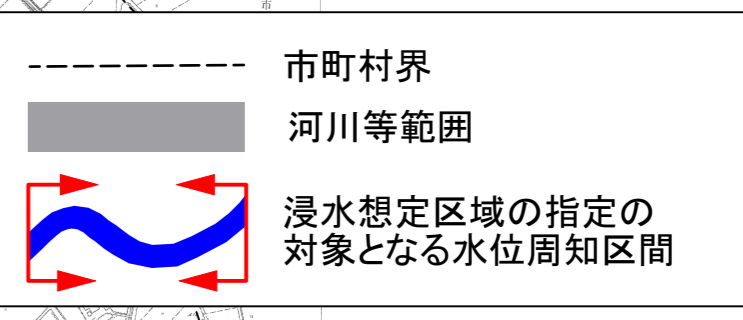 市
市町村界
河川等範囲
浸水想定区域の指定の
対象となる水位周知区間